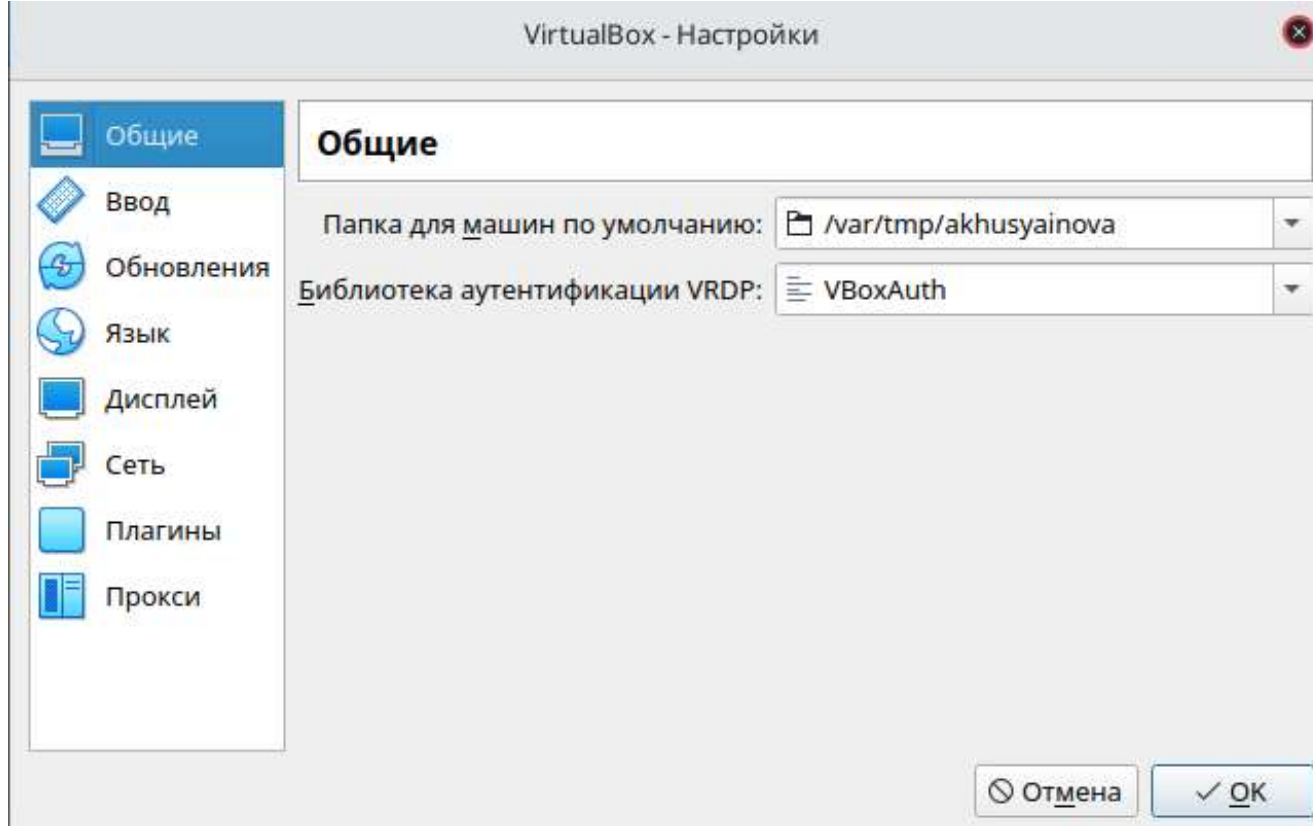 VirtualBox - Настройки
Общие
Ввод
Обновления
Язык
Дисплей
Сеть
Плагины
Прокси
Общие
Папка для машин по умолчанию: /var/tmp/akhusyainova
Библиотека аутентификации VRDP: VBoxAuth
Отмена
OK